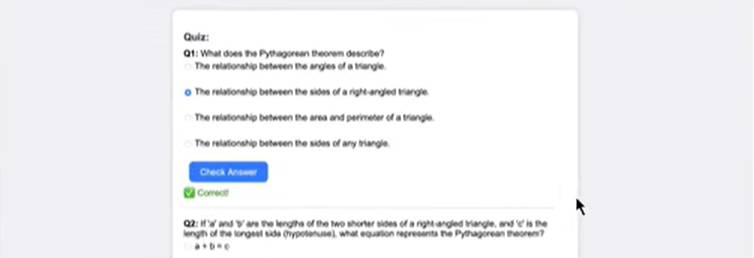 Quiz:
Q1: What does the Pythagorean theorem describe?
The relationship between the angles of a triangle.
The relationship between the sides of a right-angled triangle.
The relationship between the area and perimeter of a triangle.
The relationship between the sides of any triangle.
Check Answer
✅ Correct!
Q2: If 'a' and 'b' are the lengths of the two shorter sides of a right-angled triangle, and 'c' is the
length of the longest side (hypotenuse), what equation represents the Pythagorean theorem?
a + b = c